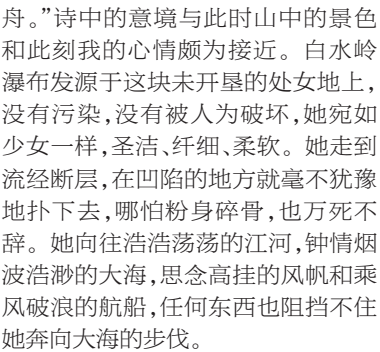 舟。”诗中的意境与此时山中的景色
和此刻我的心情颇为接近。白水岭
瀑布发源于这块未开垦的处女地上，
没有污染，没有被人为破坏，她宛如
少女一样，圣洁、纤细、柔软。她走到
流经断层，在凹陷的地方就毫不犹豫
地扑下去，哪怕粉身碎骨，也万死不
辞。她向往浩浩荡荡的江河，钟情烟
波浩渺的大海，思念高挂的风帆和乘
风破浪的航船，任何东西也阻挡不住
她奔向大海的步伐。